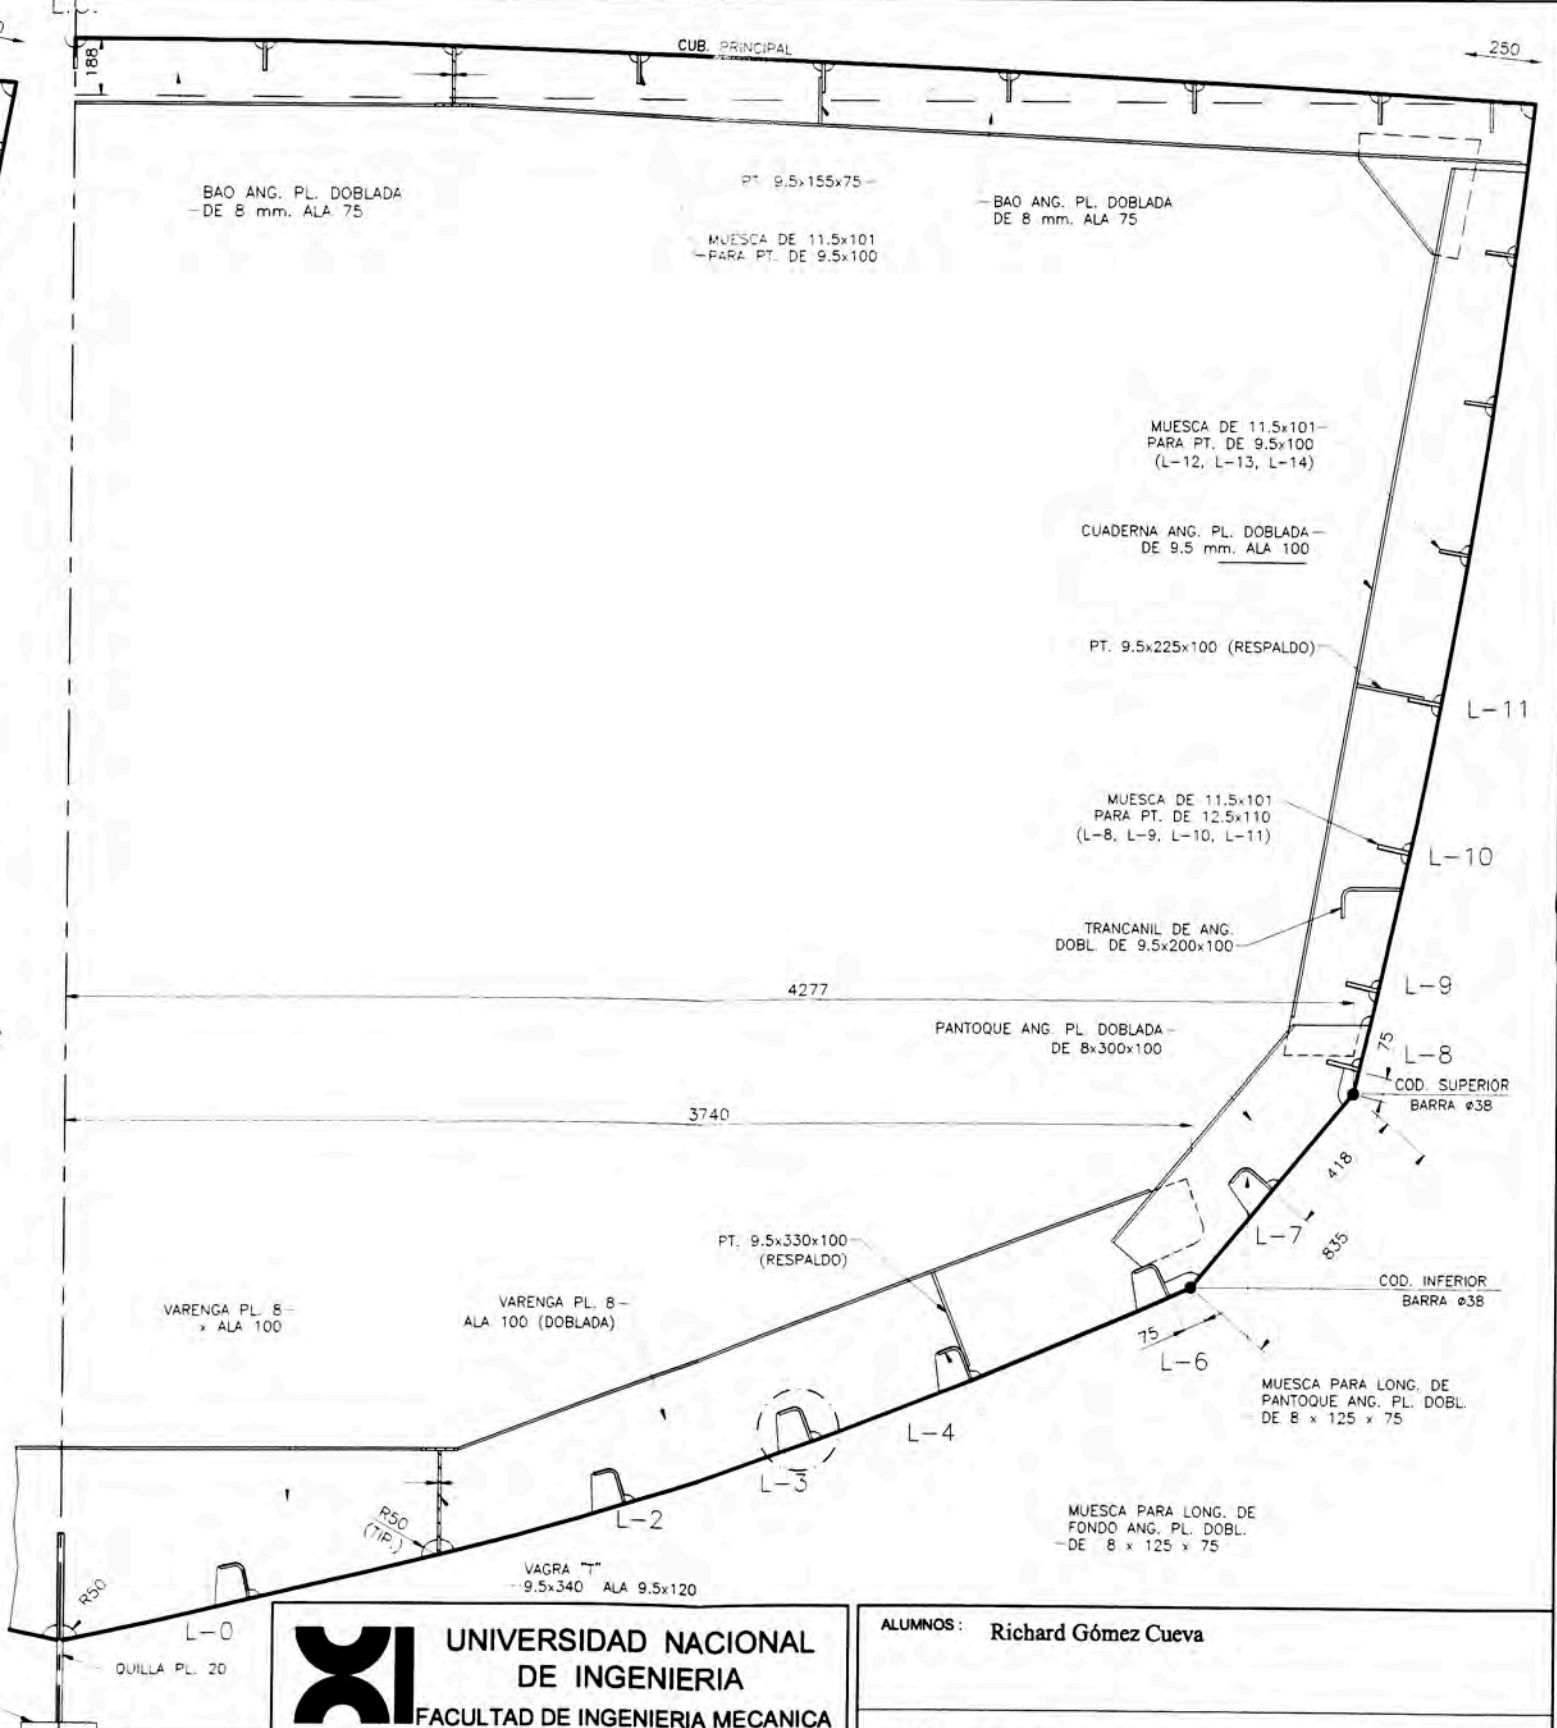 250
CUB. PRINCIPAL
188
BAO ANG. PL. DOBLADA
DE 8 mm. ALA 75
PT. 9.5x155x75
BAO ANG. PL. DOBLADA
DE 8 mm. ALA 75
MUESCA DE 11.5x101
PARA PT. DE 9.5x100
MUESCA DE 11.5x101
PARA PT. DE 9.5x100
(L-12, L-13, L-14)
CUADERNA ANG. PL. DOBLADA
DE 9.5 mm. ALA 100
PT. 9.5x225x100 (RESPALDO)
L-11
MUESCA DE 11.5x101
PARA PT. DE 12.5x110
(L-8, L-9, L-10, L-11)
L-10
TRANCANIL DE ANG.
DOBL. DE 9.5x200x100
4277
L-9
PANTOQUE ANG. PL. DOBLADA
DE 8x300x100
75
L-8
COD. SUPERIOR
BARRA ø38
3740
418
L-7
835
PT. 9.5x330x100
(RESPALDO)
COD. INFERIOR
BARRA ø38
VARENGA PL. 8
x ALA 100
VARENGA PL. 8
ALA 100 (DOBLADA)
75
L-6
MUESCA PARA LONG. DE
PANTOQUE ANG. PL. DOBL.
DE 8 x 125 x 75
L-4
L-3
L-2
R50
(TIP.)
MUESCA PARA LONG. DE
FONDO ANG. PL. DOBL.
DE 8 x 125 x 75
VAGRA "T"
9.5x340 ALA 9.5x120
R50
L-0
QUILLA PL. 20
UNIVERSIDAD NACIONAL
DE INGENIERIA
FACULTAD DE INGENIERIA MECANICA
ALUMNOS : Richard Gómez Cueva